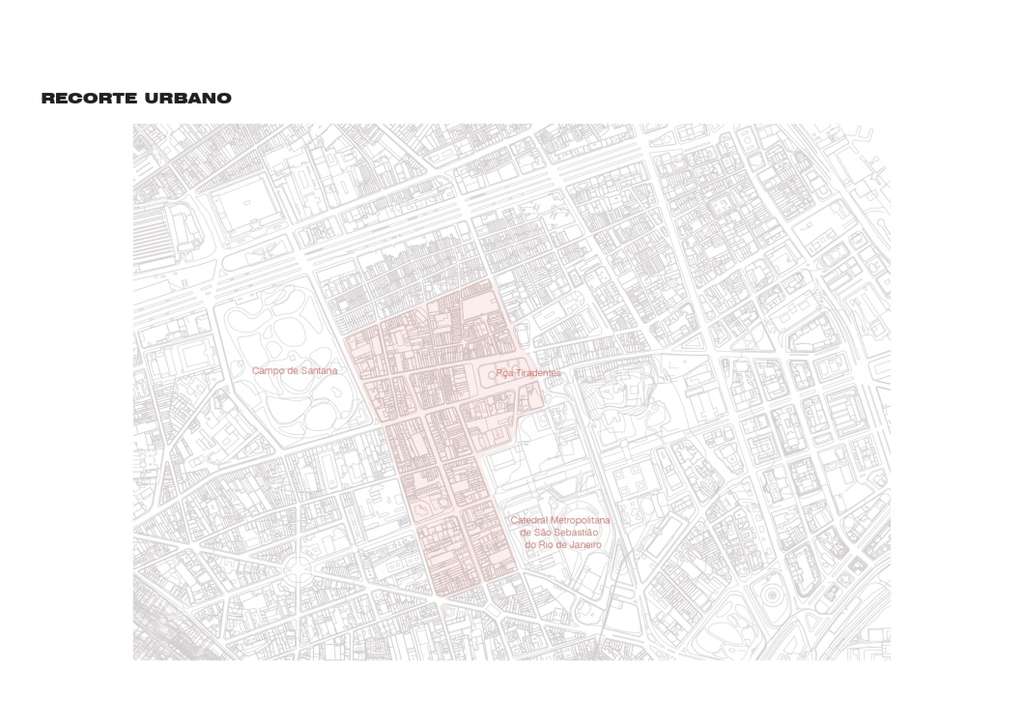 RECORTE URBANO
Campo de Santana
Pça Tiradentes
Catedral Metropolitana
de São Sebastião
do Rio de Janeiro